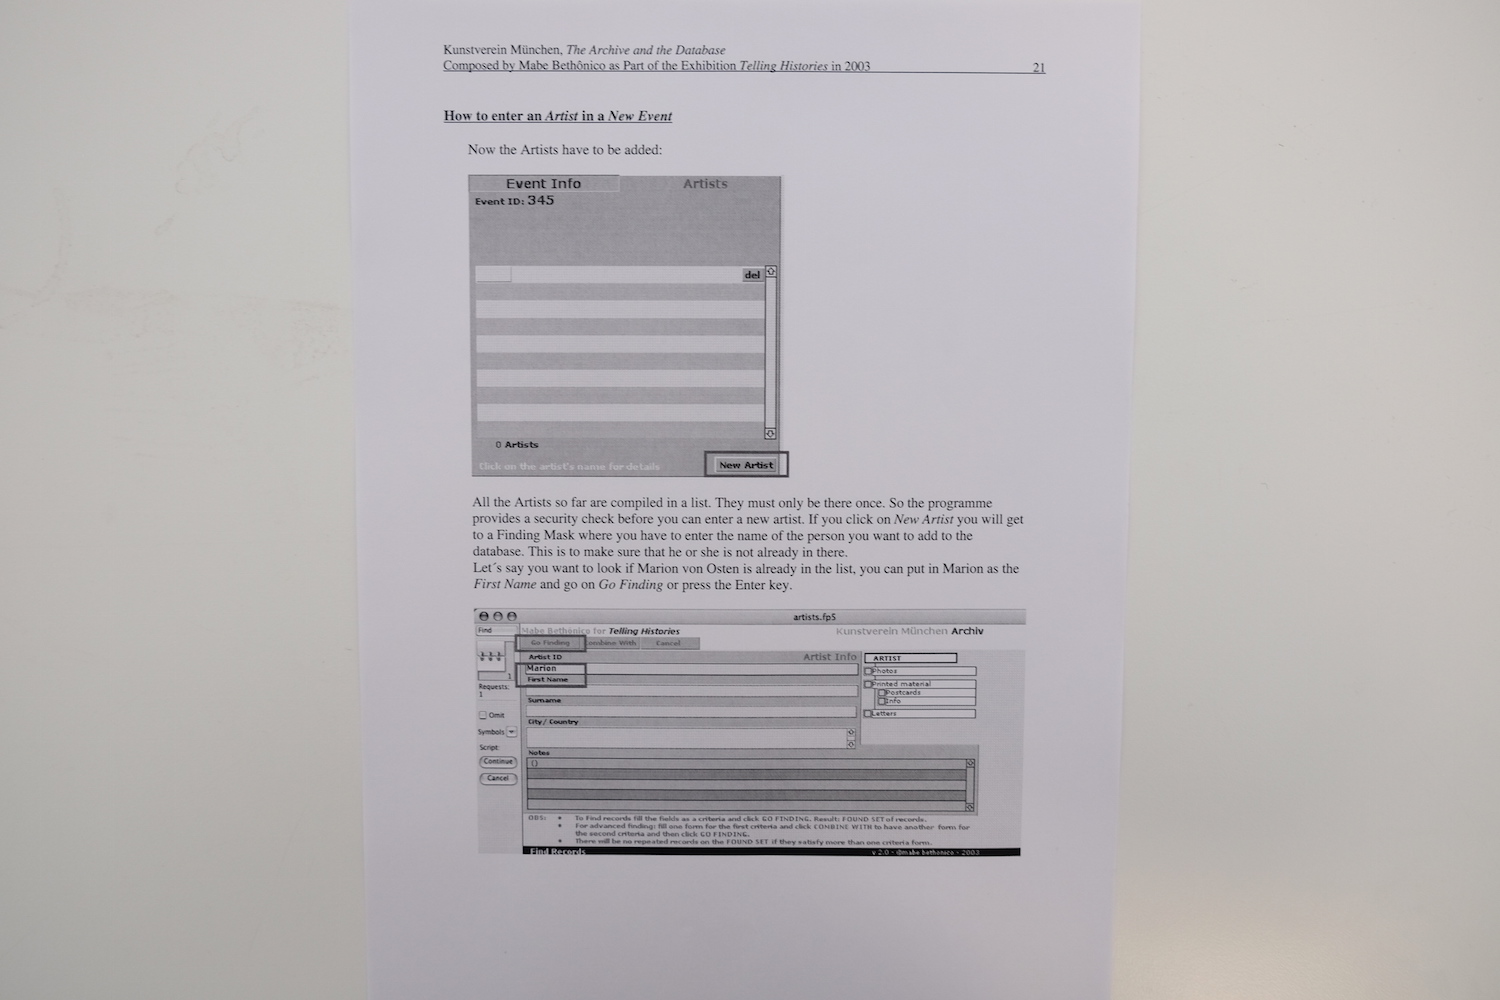 Kunstverein München, The Archive and the Database
Composed by Mabe Bethônico as Part of the Exhibition Telling Histories in 2003 21
How to enter an Artist in a New Event
Now the Artists have to be added:
Event Info Artists
Event ID: 345
del
0 Artists
Click on the artist's name for details
New Artist
All the Artists so far are compiled in a list. They must only be there once. So the programme
provides a security check before you can enter a new artist. If you click on New Artist you will get
to a Finding Mask where you have to enter the name of the person you want to add to the
database. This is to make sure that he or she is not already in there.
Let´s say you want to look if Marion von Osten is already in the list, you can put in Marion as the
First Name and go on Go Finding or press the Enter key.
artists.fp5
Find
Mabe Bethônico for Telling Histories
Kunstverein München Archiv
Go Finding
Combine With
Cancel
Artist ID
Artist Info
ARTIST
Marion
First Name
Photos
1
Requests:
1
Printed material
Postcards
Info
Surname
Omit
Letters
City / Country
Symbols
Script:
Notes
Continue
()
Cancel
OBS: • To Find records fill the fields as a criteria and click GO FINDING. Result: FOUND SET of records.
• For advanced finding: fill one form for the first criteria and click COMBINE WITH to have another form for
the second criteria and then click GO FINDING.
• There will be no repeated records on the FOUND SET if they satisfy more than one criteria form.
Find Records
v 2.0 - @mabe bethonico - 2003